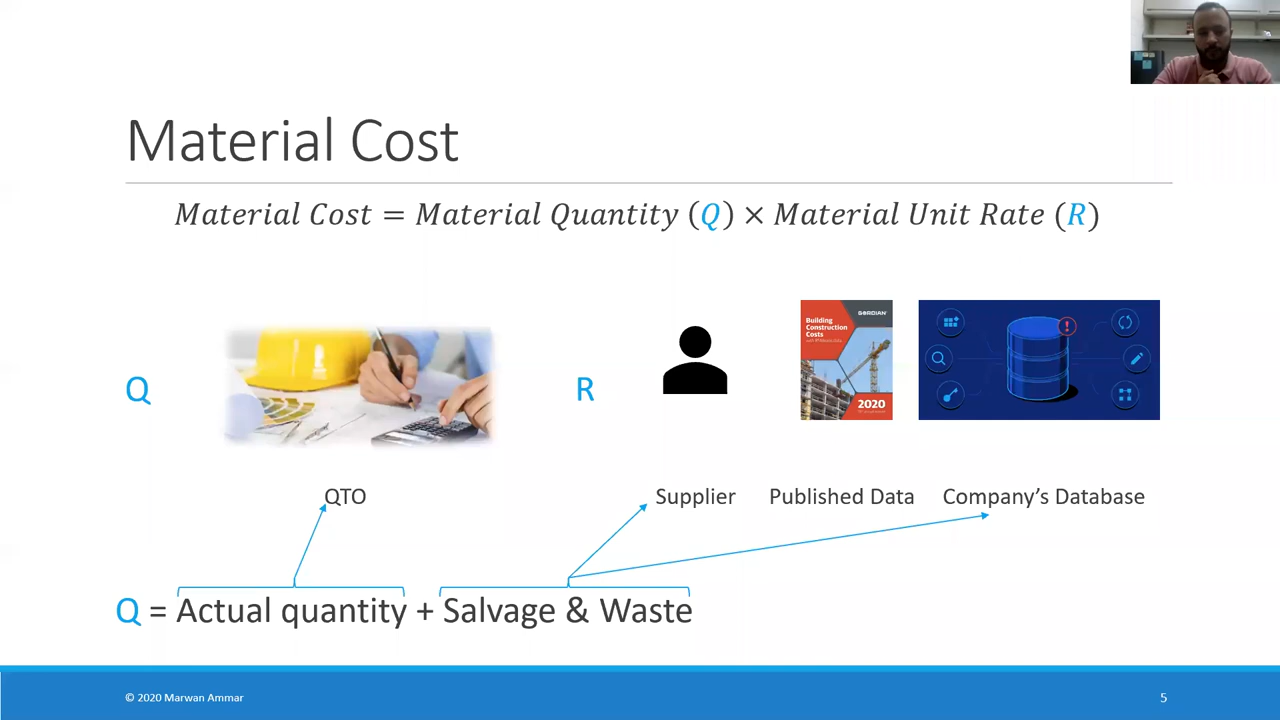 Material Cost
Material Cost = Material Quantity (Q) × Material Unit Rate (R)
Q
R
GORDIAN
Building
Construction
Costs
2020
QTO
Supplier
Published Data
Company's Database
Q = Actual quantity + Salvage & Waste
© 2020 Marwan Ammar
5